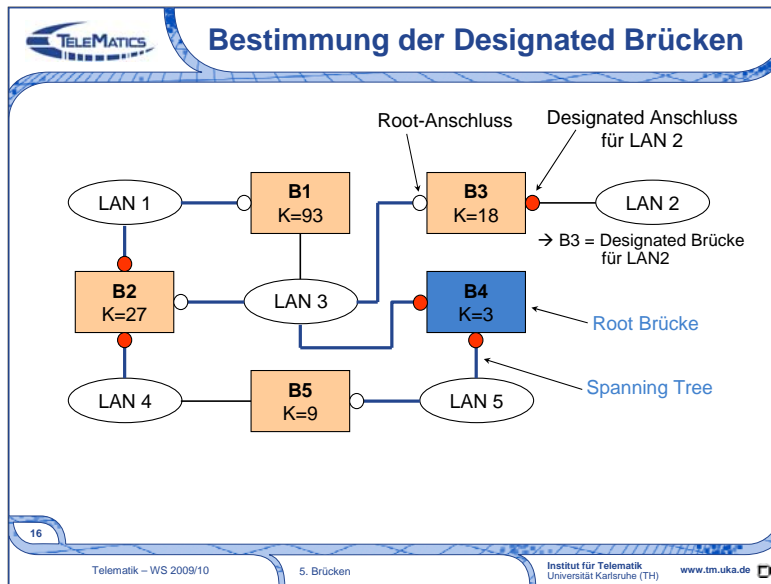 TELEMATICS
Bestimmung der Designated Brücken
Root-Anschluss
Designated Anschluss
für LAN 2
LAN 1
B1
K=93
B3
K=18
LAN 2
→ B3 = Designated Brücke
für LAN2
B2
K=27
LAN 3
B4
K=3
Root Brücke
Spanning Tree
LAN 4
B5
K=9
LAN 5
16
Telematik – WS 2009/10
5. Brücken
Institut für Telematik
Universität Karlsruhe (TH)
www.tm.uka.de